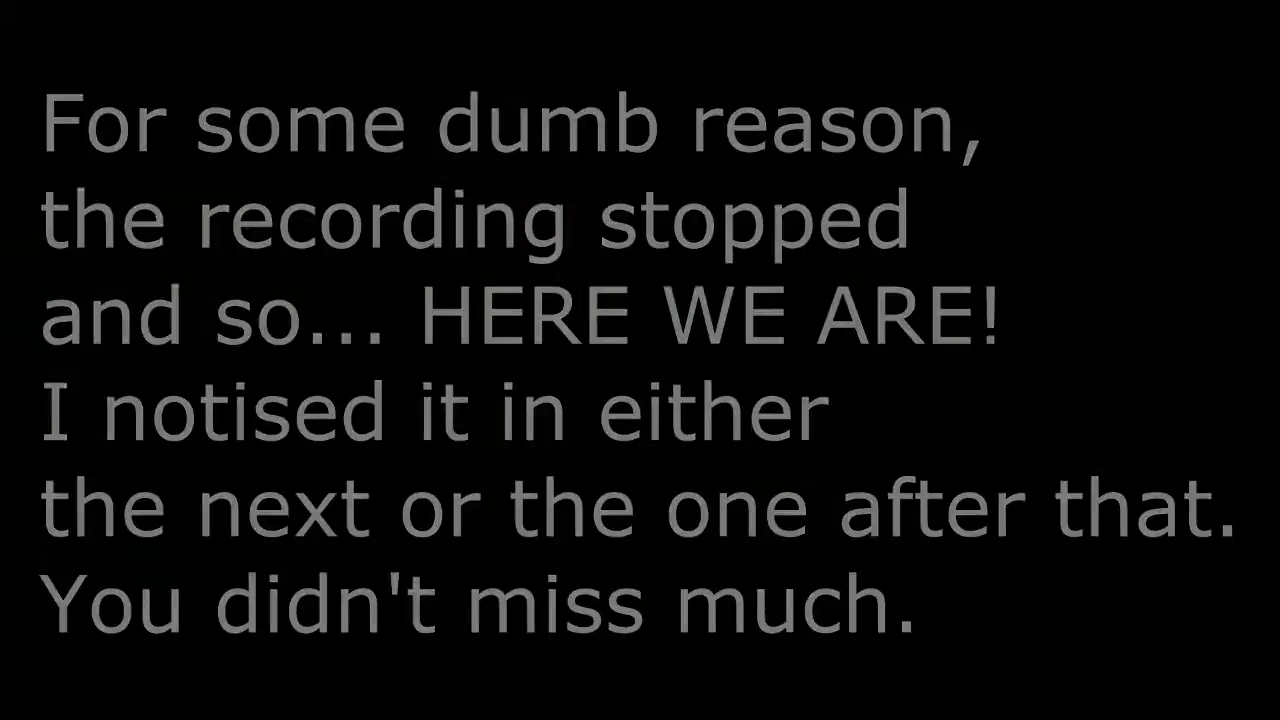 For some dumb reason,
the recording stopped
and so... HERE WE ARE!
I notised it in either
the next or the one after that.
You didn't miss much.